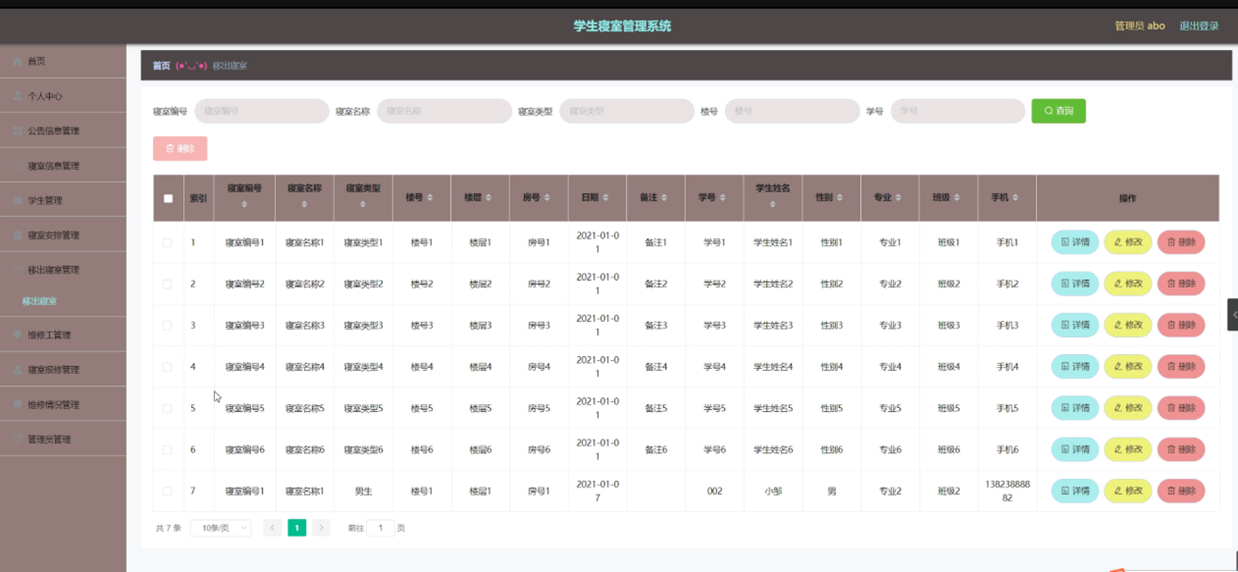 学生寝室管理系统
管理员 abo 退出登录
首页
个人中心
公告信息管理
寝室信息管理
学生管理
寝室安排管理
移出寝室管理
移出寝室
维修工管理
寝室报修管理
维修情况管理
管理员管理
首页 (●'◡'●) 移出寝室
寝室编号 寝室编号 寝室名称 寝室名称 寝室类型 寝室类型 楼号 楼号 学号 学号 查询
删除
索引 寝室编号 寝室名称 寝室类型 楼号 楼层 房号 日期 备注 学号 学生姓名 性别 专业 班级 手机 操作
1 寝室编号1 寝室名称1 寝室类型1 楼号1 楼层1 房号1 2021-01-01 备注1 学号1 学生姓名1 性别1 专业1 班级1 手机1 详情 修改 删除
2 寝室编号2 寝室名称2 寝室类型2 楼号2 楼层2 房号2 2021-01-01 备注2 学号2 学生姓名2 性别2 专业2 班级2 手机2 详情 修改 删除
3 寝室编号3 寝室名称3 寝室类型3 楼号3 楼层3 房号3 2021-01-01 备注3 学号3 学生姓名3 性别3 专业3 班级3 手机3 详情 修改 删除
4 寝室编号4 寝室名称4 寝室类型4 楼号4 楼层4 房号4 2021-01-01 备注4 学号4 学生姓名4 性别4 专业4 班级4 手机4 详情 修改 删除
5 寝室编号5 寝室名称5 寝室类型5 楼号5 楼层5 房号5 2021-01-01 备注5 学号5 学生姓名5 性别5 专业5 班级5 手机5 详情 修改 删除
6 寝室编号6 寝室名称6 寝室类型6 楼号6 楼层6 房号6 2021-01-01 备注6 学号6 学生姓名6 性别6 专业6 班级6 手机6 详情 修改 删除
7 寝室编号1 寝室名称1 男生 楼号1 楼层1 房号1 2021-01-07 002 小邹 男 专业2 班级2 13823888882 详情 修改 删除
共 7 条 10条/页 1 前往 1 页